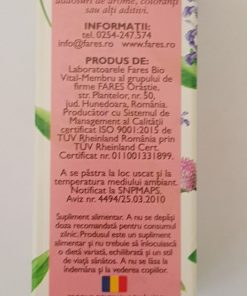 adaosuri de arome, coloranți
sau alți aditivi.
INFORMAȚII:
tel.: 0254-247.574
info@fares.ro | www.fares.ro
PRODUS DE:
Laboratoarele Fares Bio
Vital-Membru al grupului de
firme FARES Orăștie,
str. Plantelor, nr. 50,
jud. Hunedoara, România.
Producător cu Sistemul de
Management al Calității
certificat ISO 9001:2015 de
TÜV Rheinland România prin
TÜV Rheinland Cert.
Certificat nr. 011001331899.
A se păstra la loc uscat și la
temperatura mediului ambiant.
Notificat la SNPMAPS.
Aviz nr. 4494/25.03.2010
Supliment alimentar. A nu se depăși
doza recomandată pentru consumul
zilnic. Produsul este un supliment
alimentar și nu trebuie să înlocuiască
o dietă variată, echilibrată și un stil
de viață sănătos. A nu se lăsa la
îndemâna și la vederea copiilor.